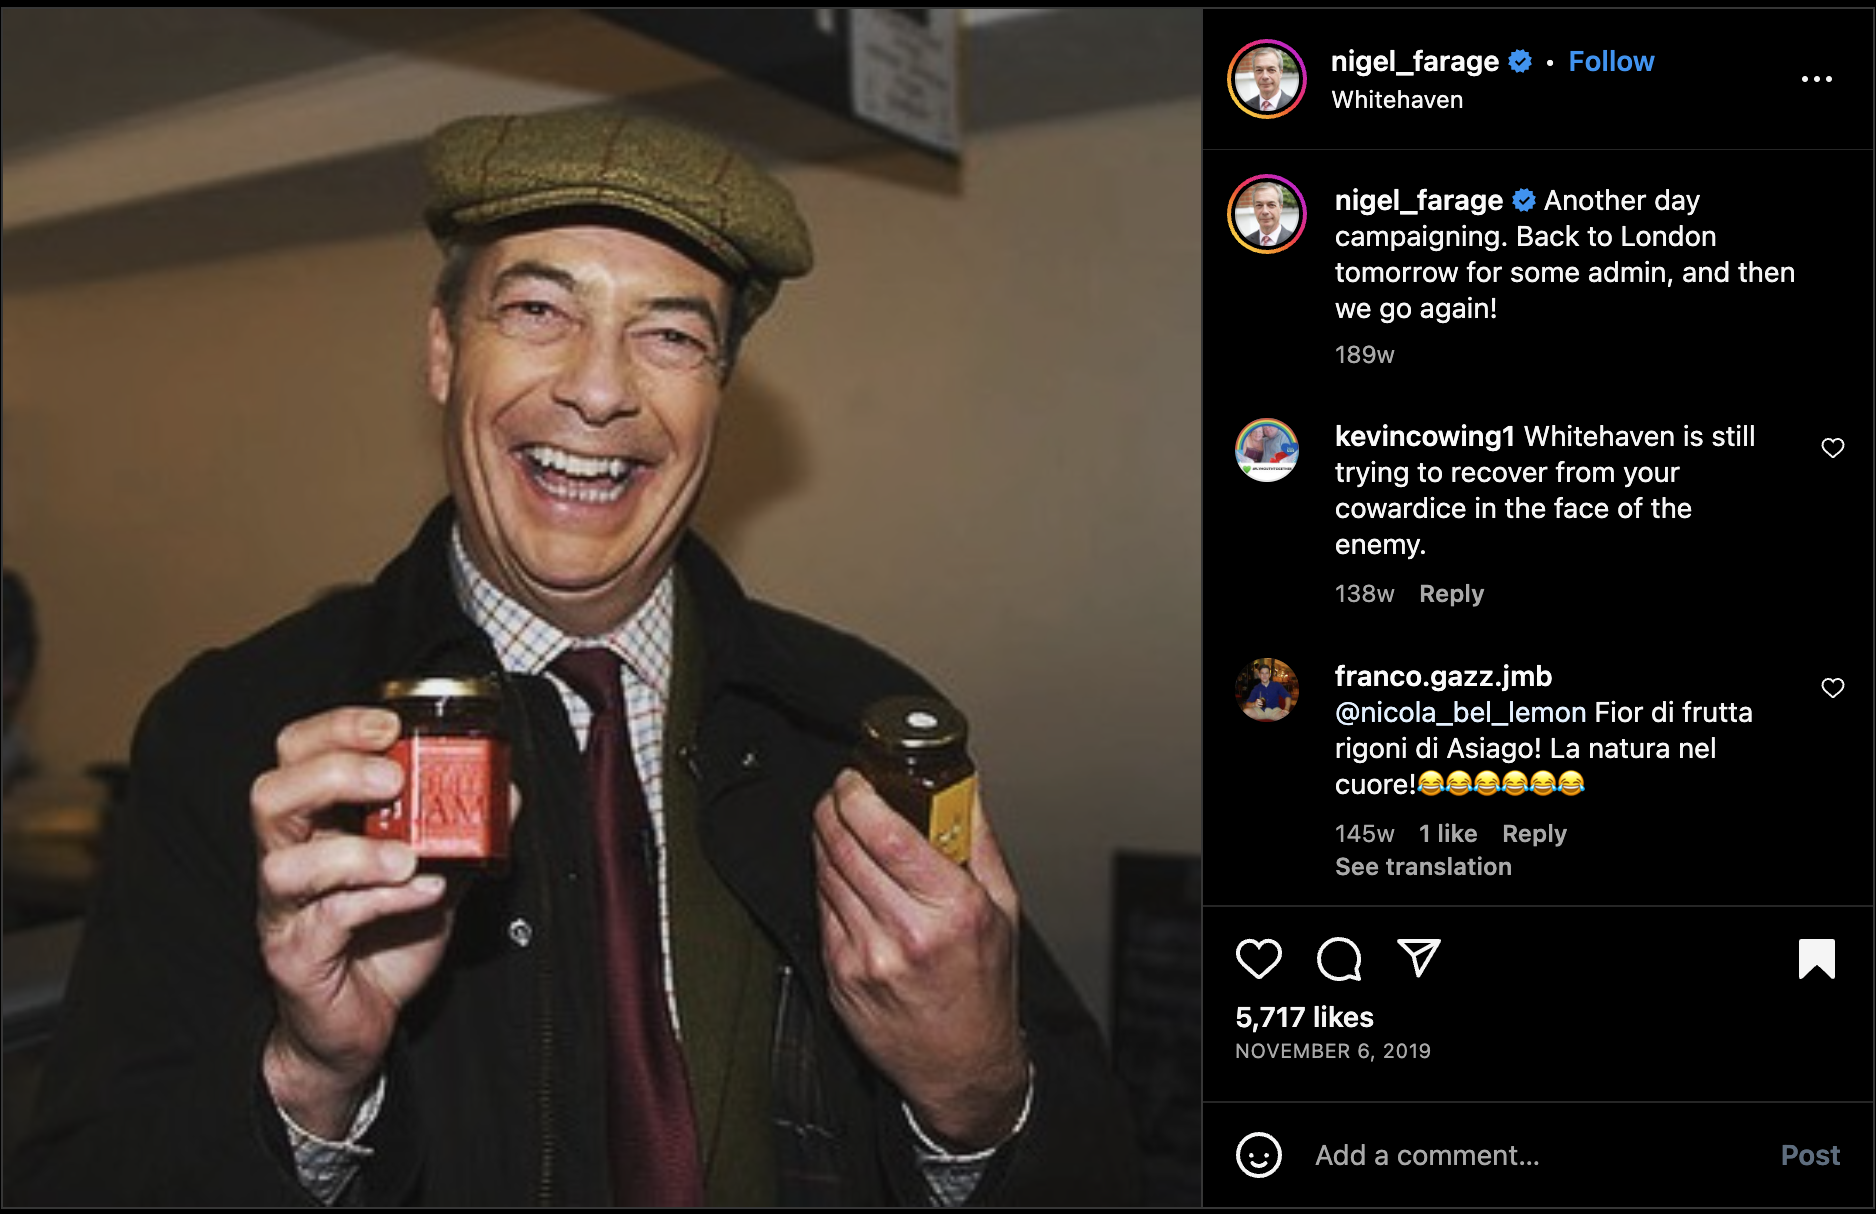 nigel_farage • Follow
Whitehaven
nigel_farage Another day
campaigning. Back to London
tomorrow for some admin, and then
we go again!
189w
kevincowing1 Whitehaven is still
trying to recover from your
cowardice in the face of the
enemy.
138w Reply
franco.gazz.jmb
@nicola_bel_lemon Fior di frutta
rigoni di Asiago! La natura nel
cuore!😂😂😂😂😂😂
145w 1 like Reply
See translation
5,717 likes
NOVEMBER 6, 2019
Add a comment... Post
JAM